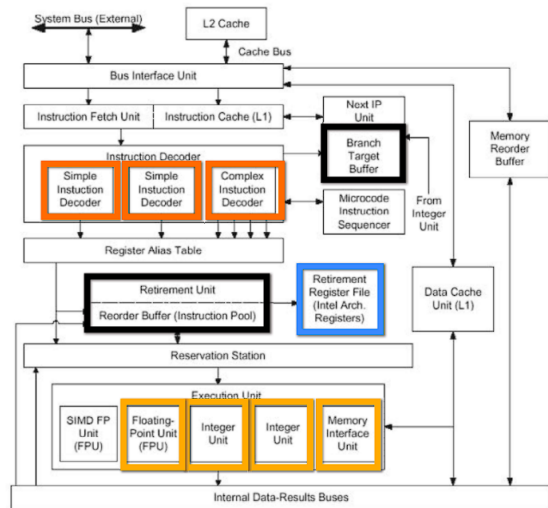 System Bus (External)
L2 Cache
Cache Bus
Bus Interface Unit
Instruction Fetch Unit
Instruction Cache (L1)
Next IP
Unit
Instruction Decoder
Branch
Target
Buffer
Memory
Reorder
Buffer
Simple
Instuction
Decoder
Simple
Instuction
Decoder
Complex
Instuction
Decoder
Microcode
Instruction
Sequencer
From
Integer
Unit
Register Alias Table
Retirement Unit
Reorder Buffer (Instruction Pool)
Retirement
Register File
(Intel Arch.
Registers)
Data Cache
Unit (L1)
Reservation Station
Execution Unit
SIMD FP
Unit
(FPU)
Floating-
Point Unit
(FPU)
Integer
Unit
Integer
Unit
Memory
Interface
Unit
Internal Data-Results Buses